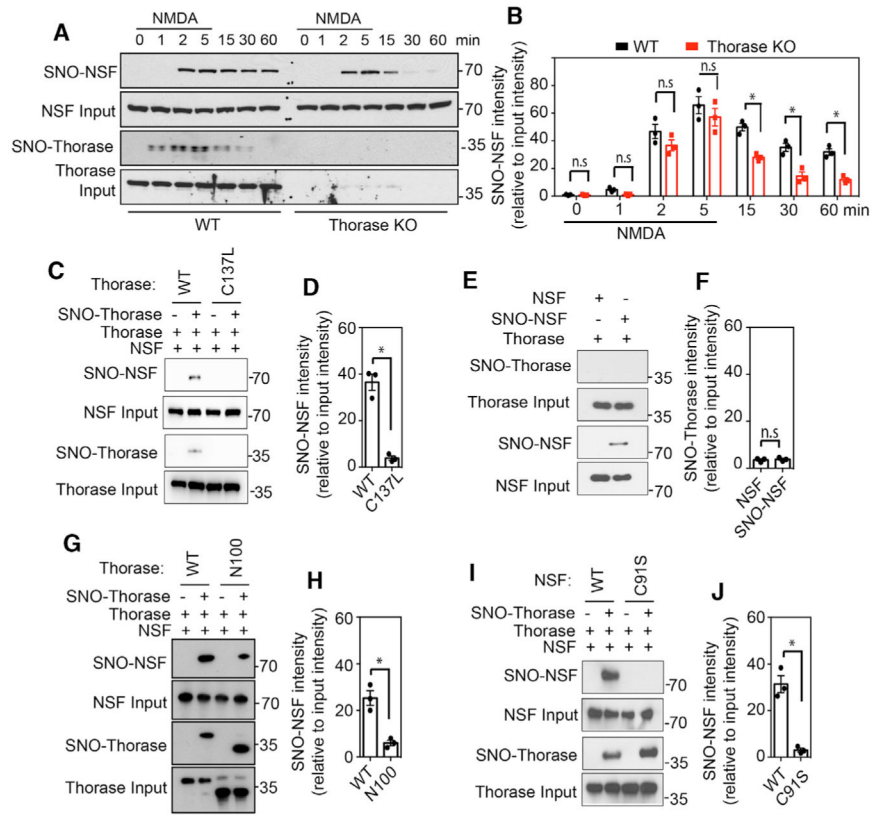 A
NMDA NMDA
0 1 2 5 15 30 60 0 1 2 5 15 30 60 min
SNO-NSF -70
NSF Input -70
SNO-Thorase -35
Thorase Input -35
WT Thorase KO
B
WT Thorase KO
SNO-NSF intensity
(relative to input intensity)
80
60
40
20
0
n.s n.s n.s n.s * * *
0 1 2 5 15 30 60 min
NMDA
C
Thorase: WT C137L
SNO-Thorase - + - +
Thorase + + + +
NSF + + + +
SNO-NSF -70
NSF Input -70
SNO-Thorase -35
Thorase Input -35
D
SNO-NSF intensity
(relative to input intensity)
60
40
20
0
*
WT C137L
E
NSF + -
SNO-NSF - +
Thorase + +
SNO-Thorase -35
Thorase Input -35
SNO-NSF -70
NSF Input -70
F
SNO-Thorase intensity
(relative to input intensity)
60
40
20
0
n.s
NSF SNO-NSF
G
Thorase: WT N100
SNO-Thorase - + - +
Thorase + + + +
NSF + + + +
SNO-NSF -70
NSF Input -70
SNO-Thorase -35
Thorase Input -35
H
SNO-NSF intensity
(relative to input intensity)
60
40
20
0
*
WT N100
I
NSF: WT C91S
SNO-Thorase - + - +
Thorase + + + +
NSF + + + +
SNO-NSF -70
NSF Input -70
SNO-Thorase -35
Thorase Input -35
J
SNO-NSF intensity
(relative to input intensity)
60
40
20
0
*
WT C91S